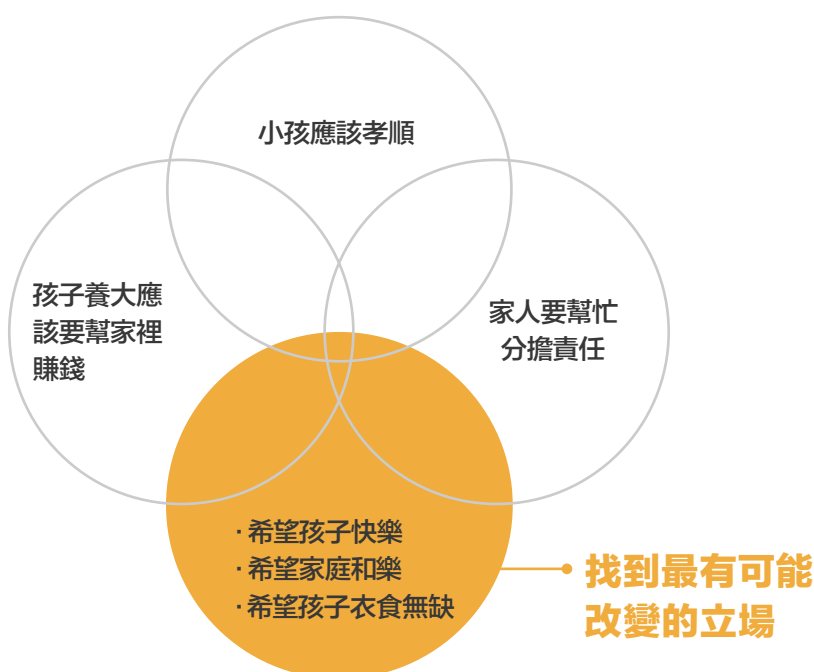 小孩應該孝順
孩子養大應
該要幫家裡
賺錢
家人要幫忙
分擔責任
·希望孩子快樂
·希望家庭和樂
·希望孩子衣食無缺
找到最有可能
改變的立場